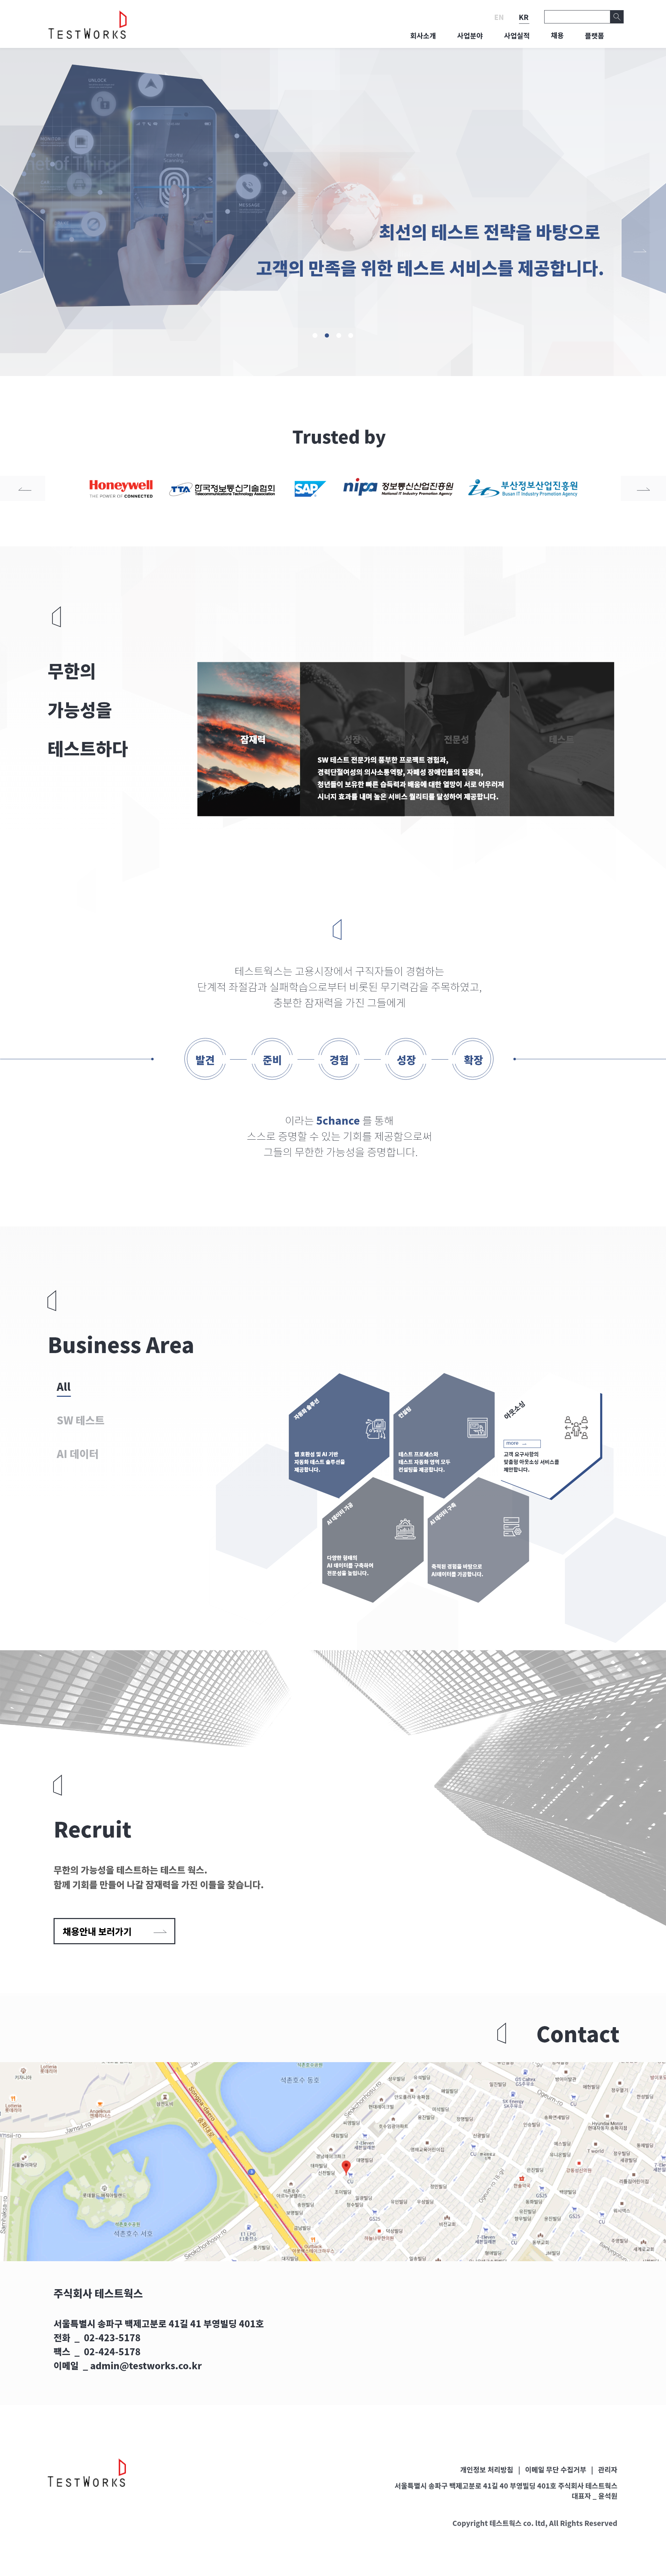 TESTWORKS
EN
KR
회사소개
사업분야
사업실적
채용
플랫폼
최선의 테스트 전략을 바탕으로
고객의 만족을 위한 테스트 서비스를 제공합니다.
Trusted by
Honeywell
THE POWER OF CONNECTED
TTA 한국정보통신기술협회
Telecommunications Technology Association
SAP
nipa 정보통신산업진흥원
National IT Industry Promotion Agency
부산정보산업진흥원
Busan IT Industry Promotion Agency
무한의
가능성을
테스트하다
잠재력
성장
전문성
테스트
SW 테스트 전문가의 풍부한 프로젝트 경험과,
경력단절여성의 의사소통역량, 자폐성 장애인들의 집중력,
청년들이 보유한 빠른 습득력과 배움에 대한 열망이 서로 어우러져
시너지 효과를 내며 높은 서비스 퀄리티를 달성하여 제공합니다.
테스트웍스는 고용시장에서 구직자들이 경험하는
단계적 좌절감과 실패학습으로부터 비롯된 무기력감을 주목하였고,
충분한 잠재력을 가진 그들에게
발견
준비
경험
성장
확장
이라는 5chance 를 통해
스스로 증명할 수 있는 기회를 제공함으로써
그들의 무한한 가능성을 증명합니다.
Business Area
All
SW 테스트
AI 데이터
자동화 솔루션
웹 호환성 및 AI 기반
자동화 테스트 솔루션을
제공합니다.
컨설팅
테스트 프로세스와
테스트 자동화 영역 모두
컨설팅을 제공합니다.
아웃소싱
more
고객 요구사항의
맞춤형 아웃소싱 서비스를
제안합니다.
AI 데이터 가공
다양한 형태의
AI 데이터를 구축하여
전문성을 높입니다.
AI 데이터 구축
축적된 경험을 바탕으로
AI데이터를 가공합니다.
Recruit
무한의 가능성을 테스트하는 테스트 웍스.
함께 기회를 만들어 나갈 잠재력을 가진 이들을 찾습니다.
채용안내 보러가기
Contact
석촌호수 동호
석촌호수 서호
주식회사 테스트웍스
서울특별시 송파구 백제고분로 41길 41 부영빌딩 401호
전화 _ 02-423-5178
팩스 _ 02-424-5178
이메일 _ admin@testworks.co.kr
TESTWORKS
개인정보 처리방침 | 이메일 무단 수집거부 | 관리자
서울특별시 송파구 백제고분로 41길 40 부영빌딩 401호 주식회사 테스트웍스
대표자 _ 윤석원
Copyright 테스트웍스 co. ltd, All Rights Reserved